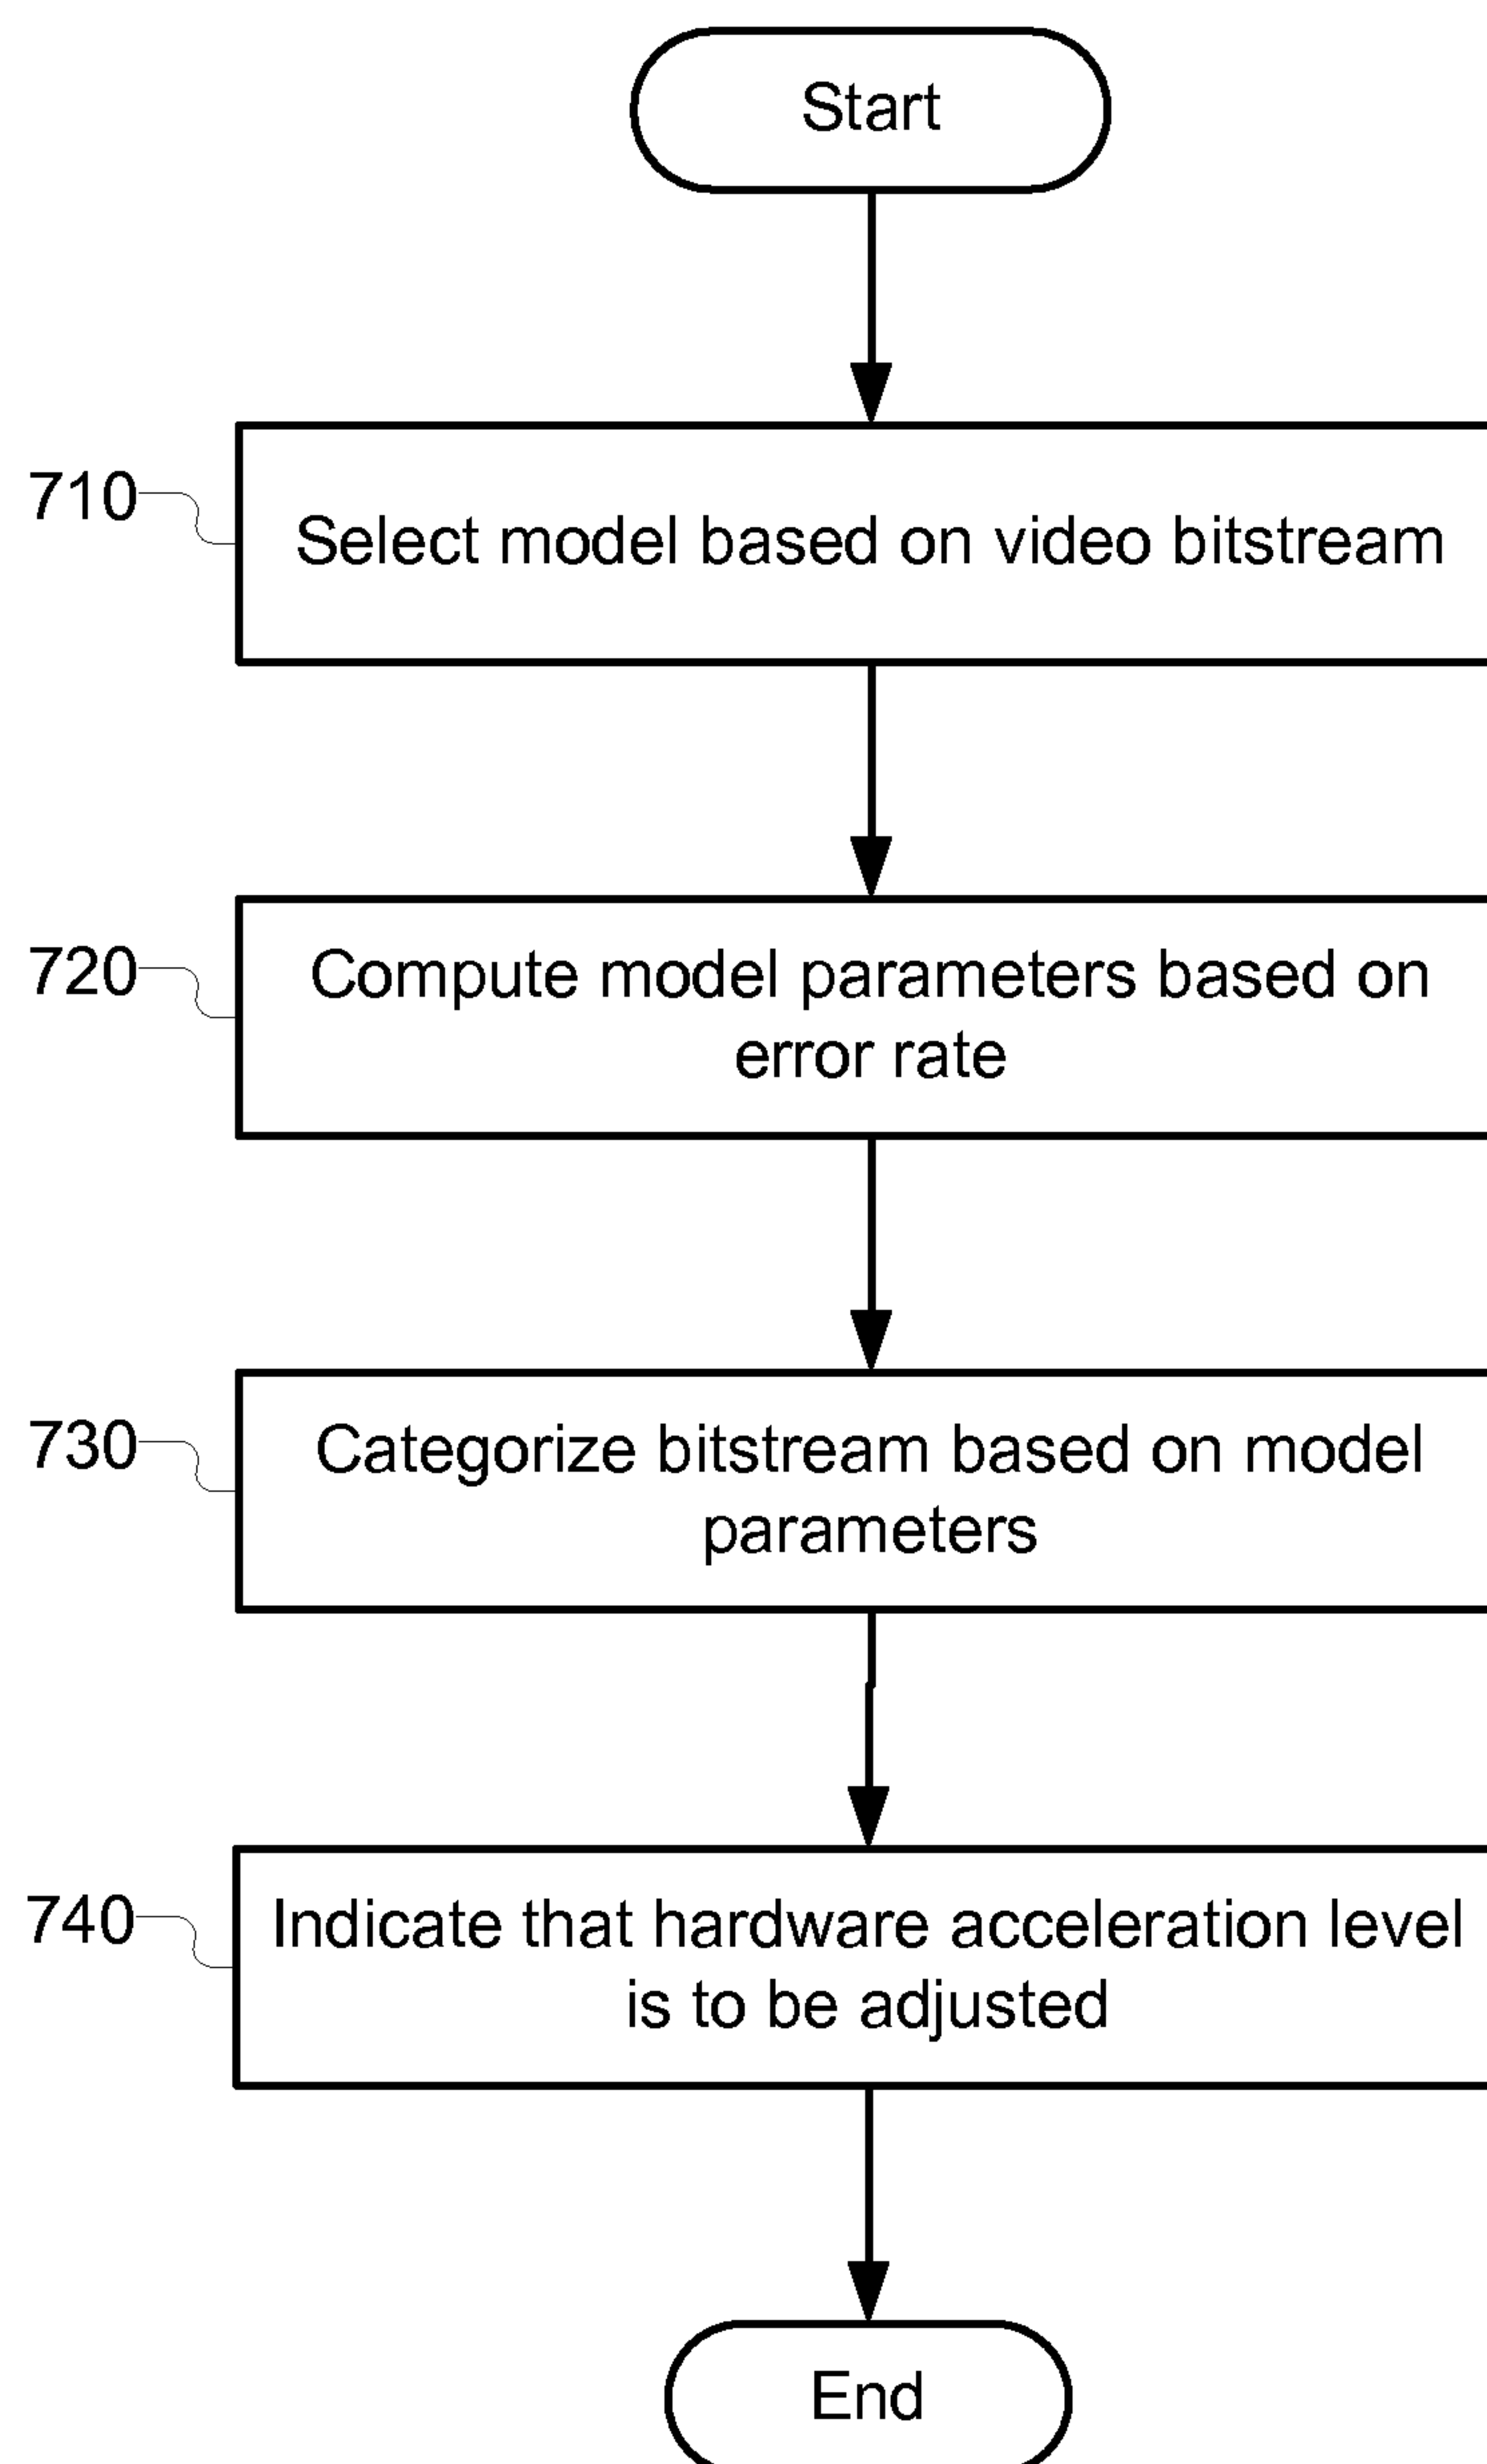 Start
710
Select model based on video bitstream
720
Compute model parameters based on
error rate
730
Categorize bitstream based on model
parameters
740
Indicate that hardware acceleration level
is to be adjusted
End